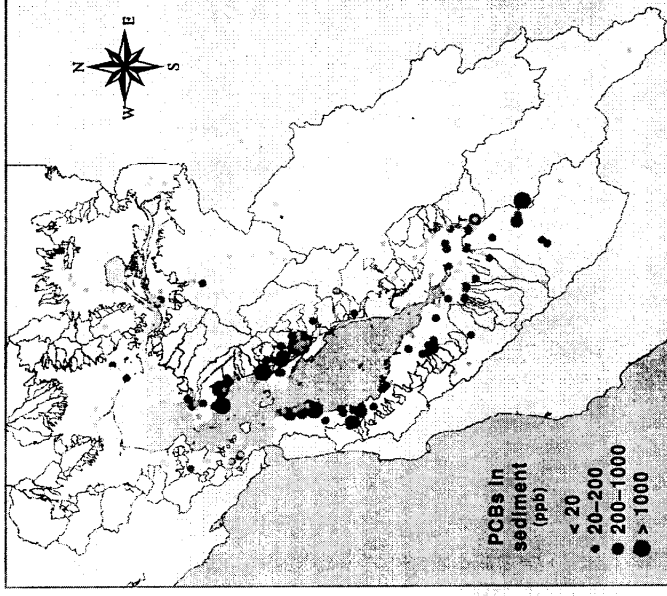 N
W
E
S
PCBs in
sediment
(ppb)
< 20
20–200
200–1000
> 1000